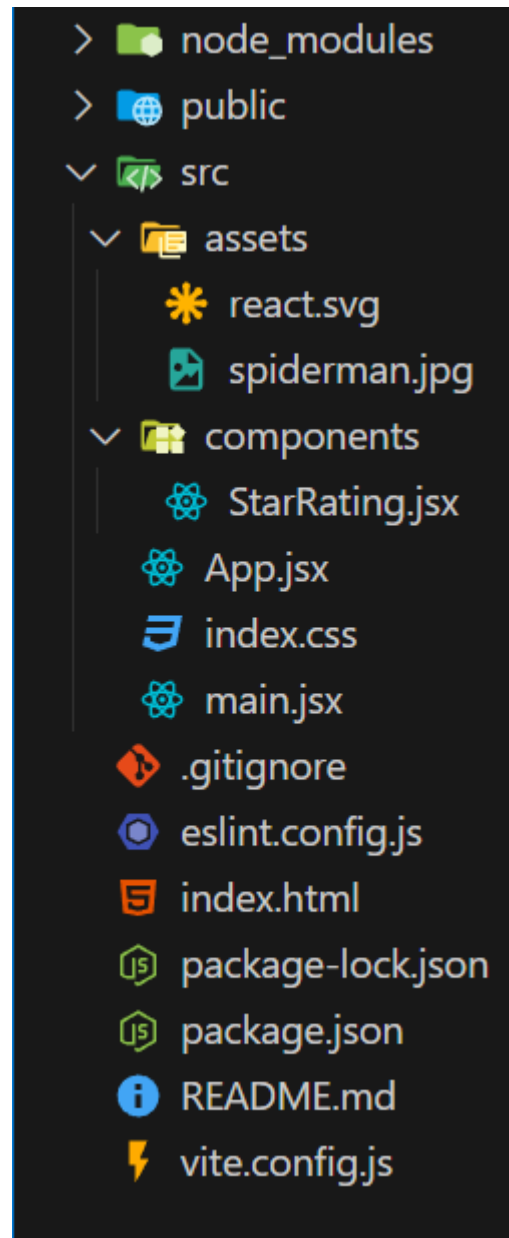 node_modules
public
src
assets
react.svg
spiderman.jpg
components
StarRating.jsx
App.jsx
index.css
main.jsx
.gitignore
eslint.config.js
index.html
package-lock.json
package.json
README.md
vite.config.js